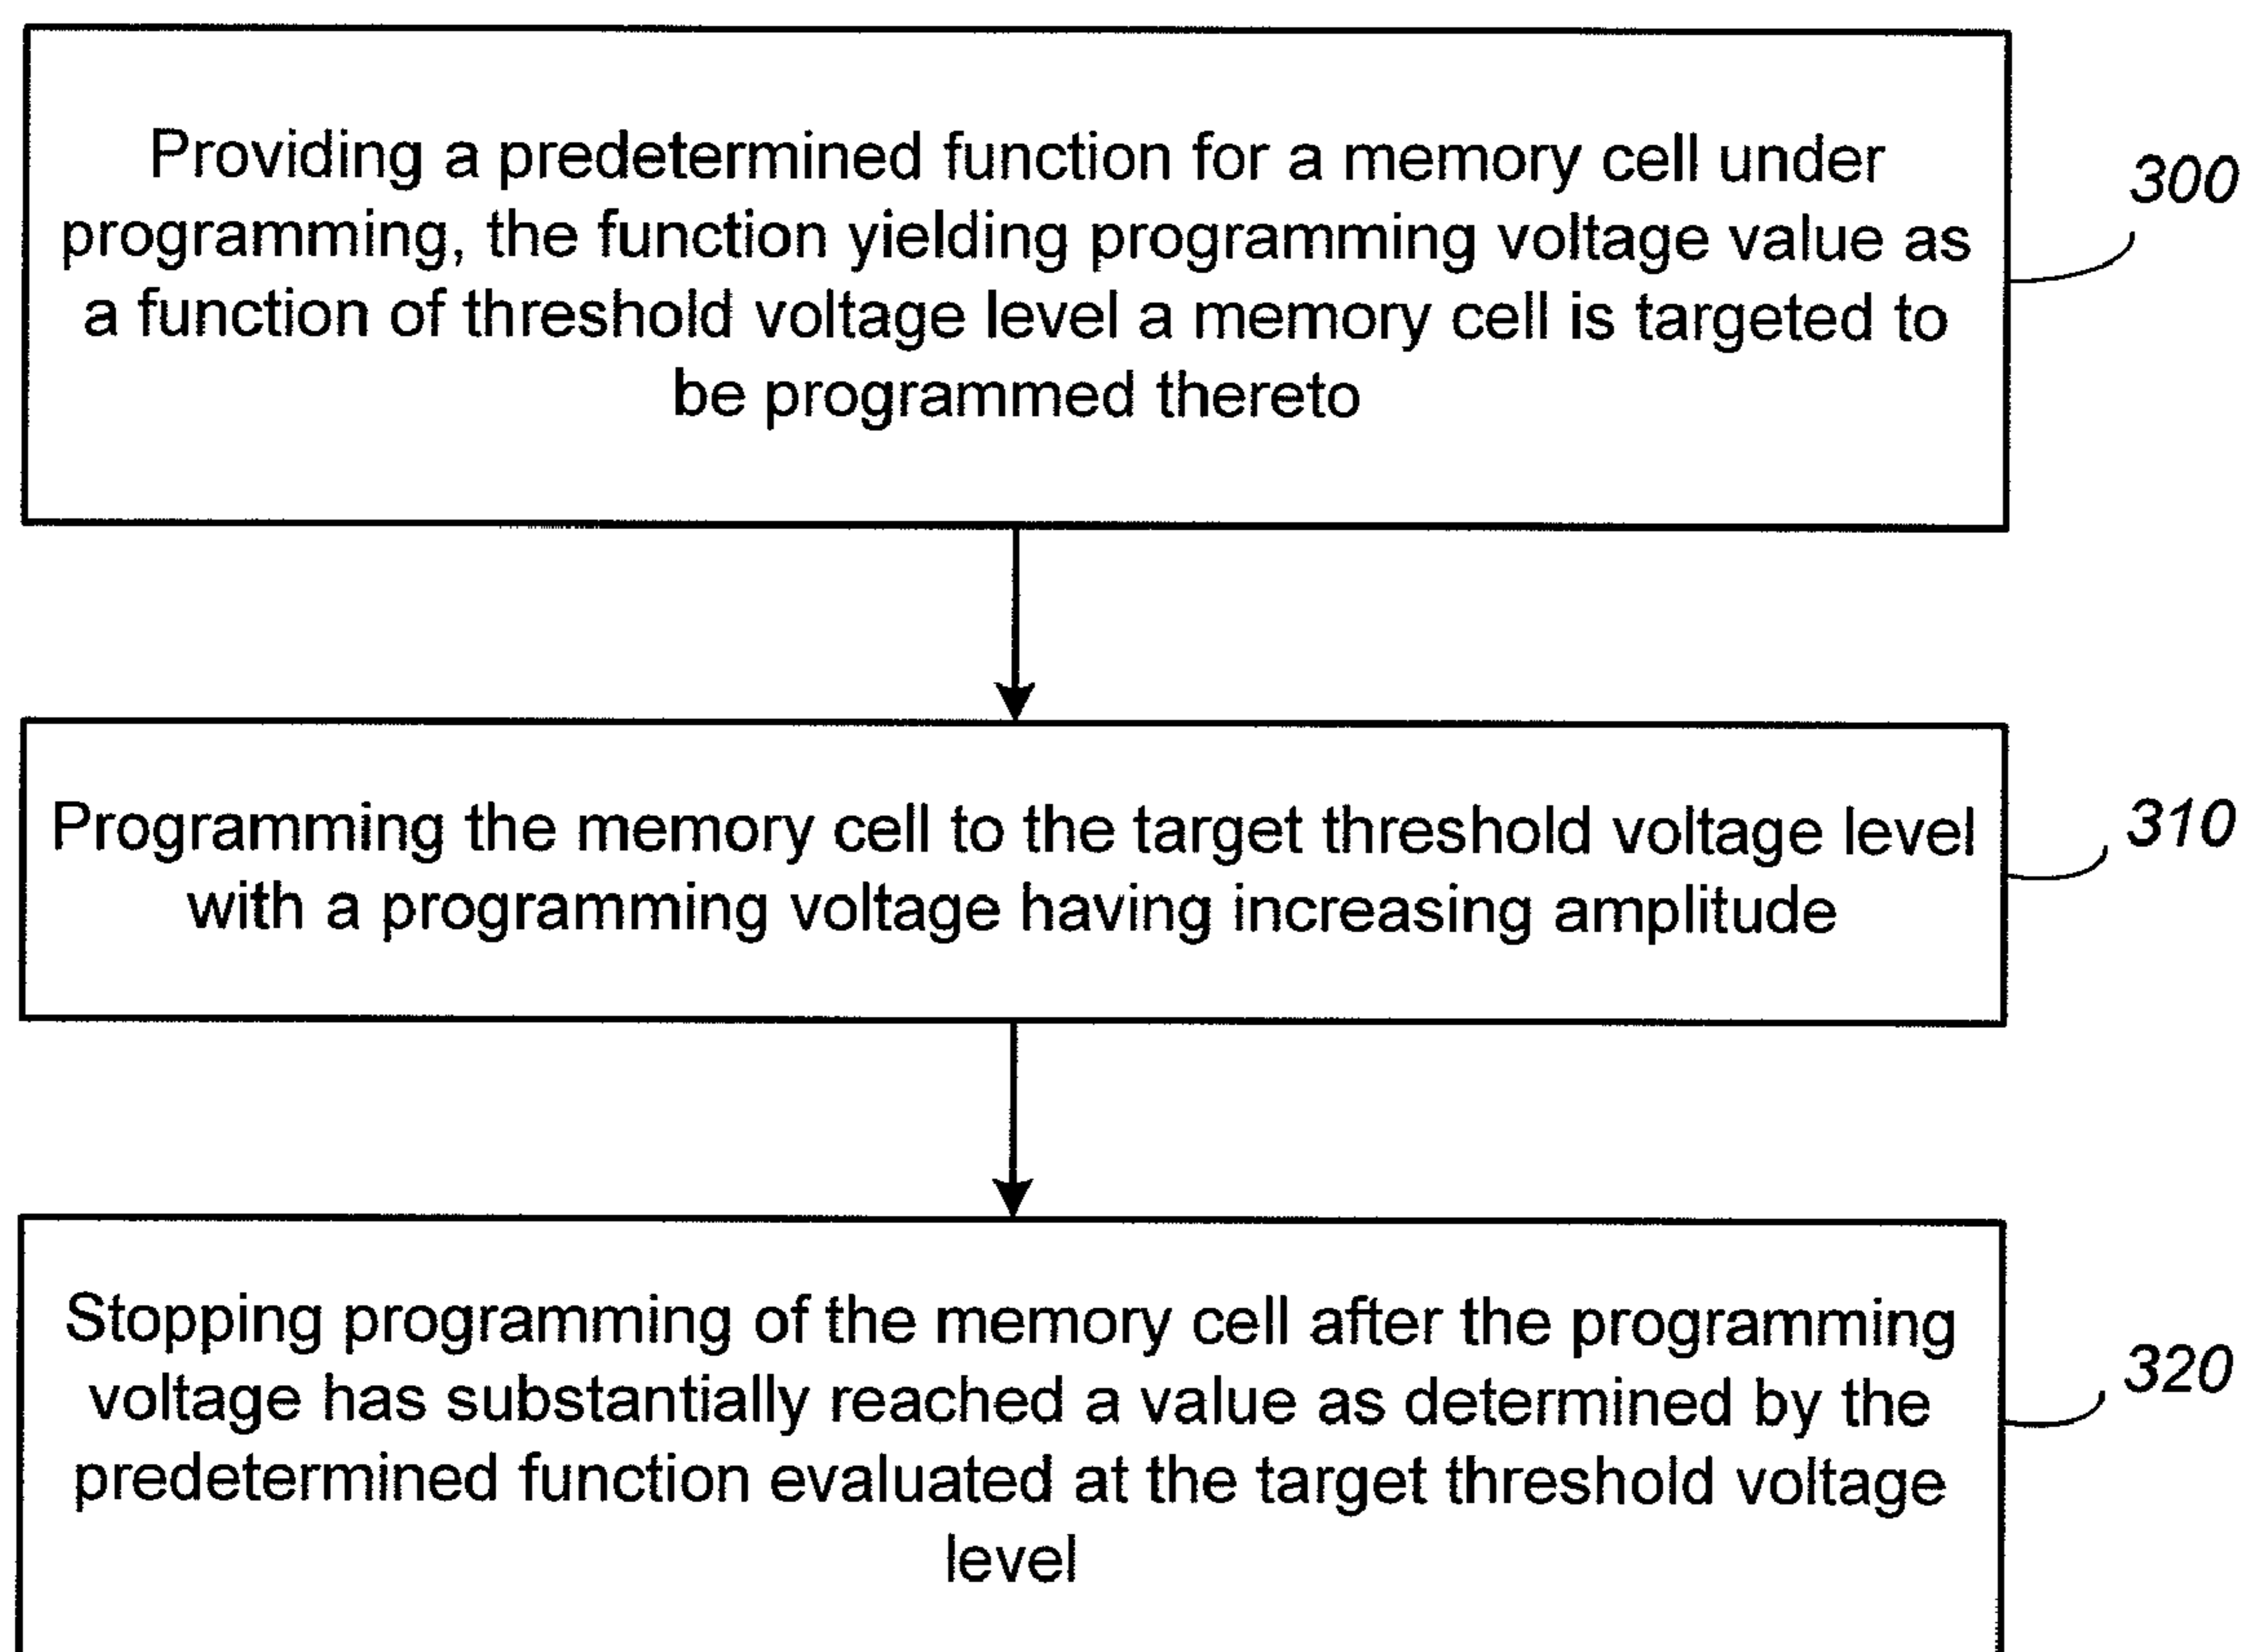 Providing a predetermined function for a memory cell under
programming, the function yielding programming voltage value as
a function of threshold voltage level a memory cell is targeted to
be programmed thereto
300
Programming the memory cell to the target threshold voltage level
with a programming voltage having increasing amplitude
310
Stopping programming of the memory cell after the programming
voltage has substantially reached a value as determined by the
predetermined function evaluated at the target threshold voltage
level
320